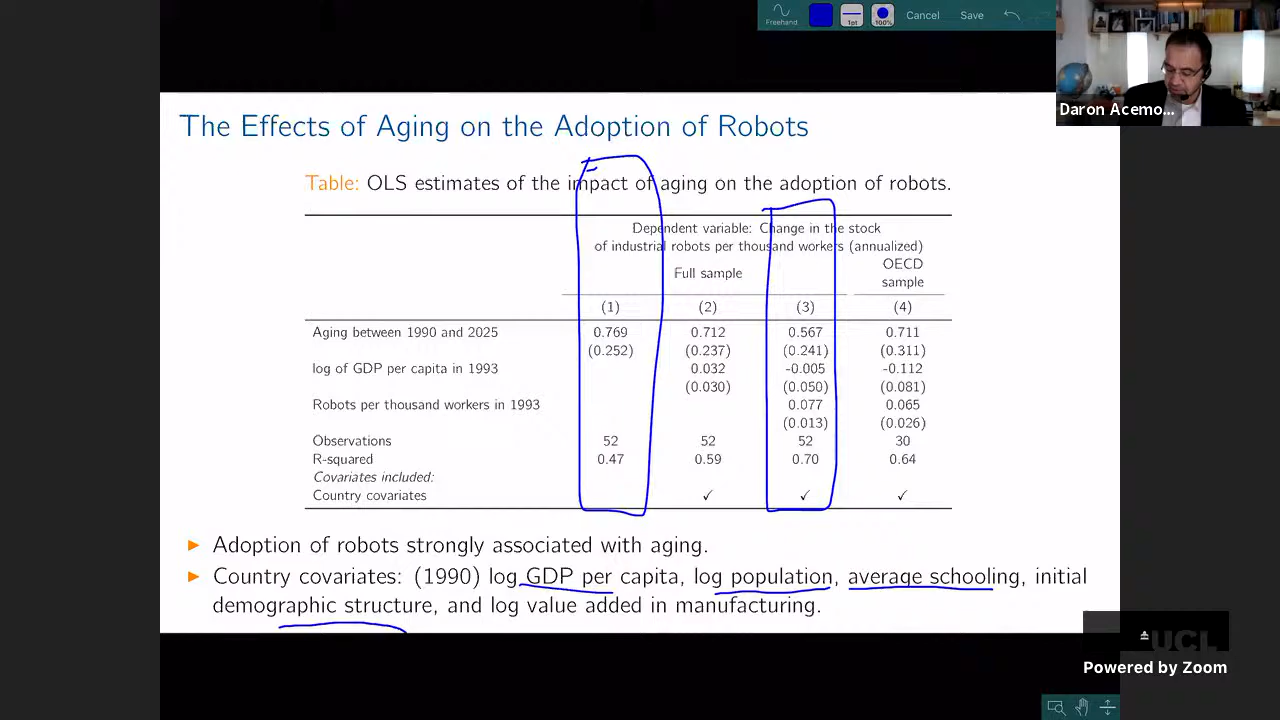 Freehand
1pt
100%
Cancel
Save
Daron Acemo...
The Effects of Aging on the Adoption of Robots
Table: OLS estimates of the impact of aging on the adoption of robots.
Dependent variable: Change in the stock
of industrial robots per thousand workers (annualized)
Full sample
OECD
sample
(1) (2) (3) (4)
Aging between 1990 and 2025 0.769 0.712 0.567 0.711
(0.252) (0.237) (0.241) (0.311)
log of GDP per capita in 1993 0.032 -0.005 -0.112
(0.030) (0.050) (0.081)
Robots per thousand workers in 1993 0.077 0.065
(0.013) (0.026)
Observations 52 52 52 30
R-squared 0.47 0.59 0.70 0.64
Covariates included:
Country covariates ✓ ✓ ✓
Adoption of robots strongly associated with aging.
Country covariates: (1990) log GDP per capita, log population, average schooling, initial
demographic structure, and log value added in manufacturing.
UCL
Powered by Zoom